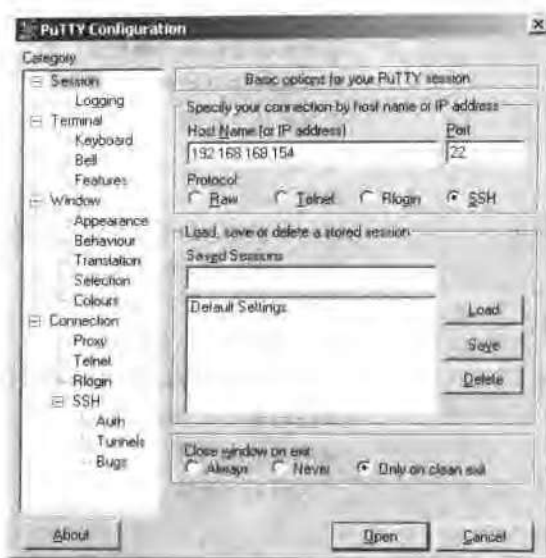 PuTTY Configuration
Category
Session
Logging
Terminal
Keyboard
Bell
Features
Window
Appearance
Behaviour
Translation
Selection
Colours
Connection
Proxy
Telnet
Rlogin
SSH
Auth
Tunnels
Bugs
Basic options for your PuTTY session
Specify your connection by host name or IP address
Host Name (or IP address)
Port
192.168.168.154
22
Protocol:
Raw
Telnet
Rlogin
SSH
Load, save or delete a stored session
Saved Sessions
Default Settings
Load
Save
Delete
Close window on exit:
Always
Never
Only on clean exit
About
Open
Cancel